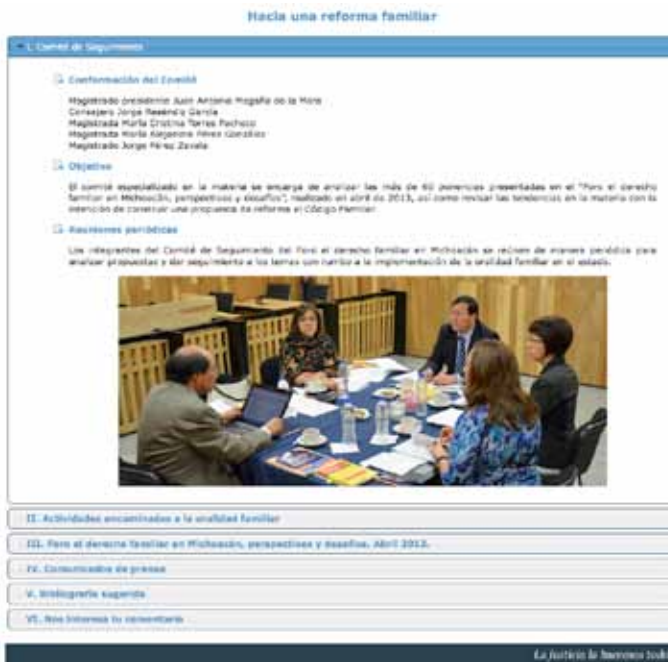 Hacia una reforma familiar
I. Comité de Seguimiento
Conformación del Comité
Magistrado presidente Juan Antonio Magaña de la Mora
Consejero Jorge Reséndiz García
Magistrada María Cristina Torres Pacheco
Magistrada María Alejandra Pérez González
Magistrado Jorge Pérez Zavala
Objetivo
El comité especializado en la materia se encarga de analizar las más de 60 ponencias presentadas en el "Foro el derecho
familiar en Michoacán, perspectivas y desafíos", realizado en abril de 2013, así como revisar las tendencias en la materia con la
intención de construir una propuesta de reforma al Código Familiar.
Reuniones periódicas
Los integrantes del Comité de Seguimiento del Foro el derecho familiar en Michoacán se reúnen de manera periódica para
analizar propuestas y dar seguimiento a los temas con rumbo a la implementación de la oralidad familiar en el estado.
II. Actividades encaminadas a la oralidad familiar
III. Foro el derecho familiar en Michoacán, perspectivas y desafíos. Abril 2013.
IV. Comunicados de prensa
V. Bibliografía sugerida
VI. Nos interesa tu comentario
La justicia la hacemos todos